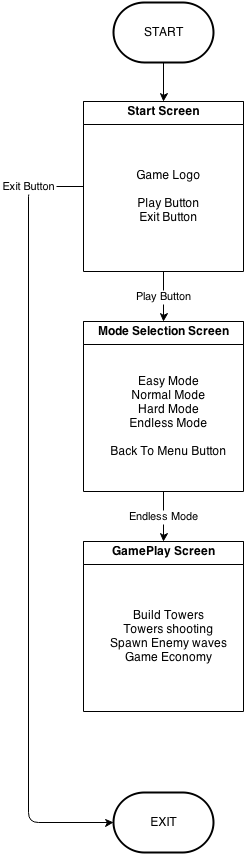 START
Start Screen
Game Logo
Play Button
Exit Button
Exit Button
Play Button
Mode Selection Screen
Easy Mode
Normal Mode
Hard Mode
Endless Mode
Back To Menu Button
Endless Mode
GamePlay Screen
Build Towers
Towers shooting
Spawn Enemy waves
Game Economy
EXIT